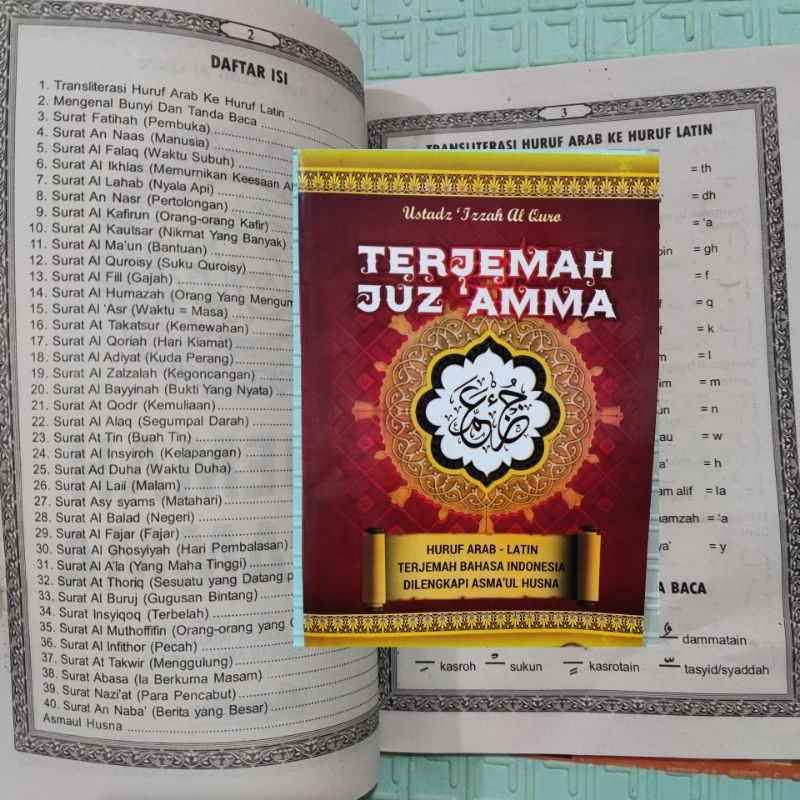 2
DAFTAR ISI
1. Transliterasi Huruf Arab Ke Huruf Latin
2. Mengenal Bunyi Dan Tanda Baca
3. Surat Fatihah (Pembuka)
4. Surat An Naas (Manusia)
5. Surat Al Falaq (Waktu Subuh)
6. Surat Al Ikhlas (Memurnikan Keesaan
7. Surat Al Lahab (Nyala Api)
8. Surat An Nasr (Pertolongan)
9. Surat Al Kafirun (Orang-orang Kafir)
10. Surat Al Kautsar (Nikmat Yang Banyak)
11. Surat Al Ma'un (Bantuan)
12. Surat Al Quroisy (Suku Quroisy)
13. Surat Al Fill (Gajah)
14. Surat Al Humazah (Orang Yang
15. Surat Al 'Asr (Waktu = Masa)
16. Surat At Takatsur (Kemewahan)
17. Surat Al Qoriah (Hari Kiamat)
18. Surat Al Adiyat (Kuda Perang)
19. Surat Al Zalzalah (Kegoncangan)
20. Surat Al Bayyinah (Bukti Yang Nyata)
21. Surat At Qodr (Kemuliaan)
22. Surat Al Alaq (Segumpal Darah)
23. Surat At Tin (Buah Tin)
24. Surat Al Insyiroh (Kelapangan)
25. Surat Ad Duha (Waktu Duha)
26. Surat Al Laii (Malam)
27. Surat Asy syams (Matahari)
28. Surat Al Balad (Negeri)
29. Surat Al Fajar (Fajar)
30. Surat Al Ghosyiyah (Hari Pembalasan)
31. Surat Al A'la (Yang Maha Tinggi)
32. Surat At Thoriq (Sesuatu yang Datang
33. Surat Al Buruj (Gugusan Bintang)
34. Surat Insyiqoq (Terbelah)
35. Surat Al Muthoffifin (Orang-orang yang
36. Surat Al Infithor (Pecah)
37. Surat At Takwir (Menggulung)
38. Surat Abasa (Ia Berkuma Masam)
39. Surat Nazi'at (Para Pencabut)
40. Surat An Naba' (Berita yang Besar)
Asmaul Husna
Ustadz 'Izzah Al Quro
TERJEMAH
JUZ 'AMMA
جزء عم
HURUF ARAB - LATIN
TERJEMAH BAHASA INDONESIA
DILENGKAPI ASMA'UL HUSNA
3
TRANSLITERASI HURUF ARAB KE HURUF LATIN
= th
= dh
= 'a
= gh
= f
= q
= k
= l
= m
= n
= w
= h
alif = la
= 'a
= y
BACA
dammatain
kasroh
sukun
kasrotain
tasyid/syaddah